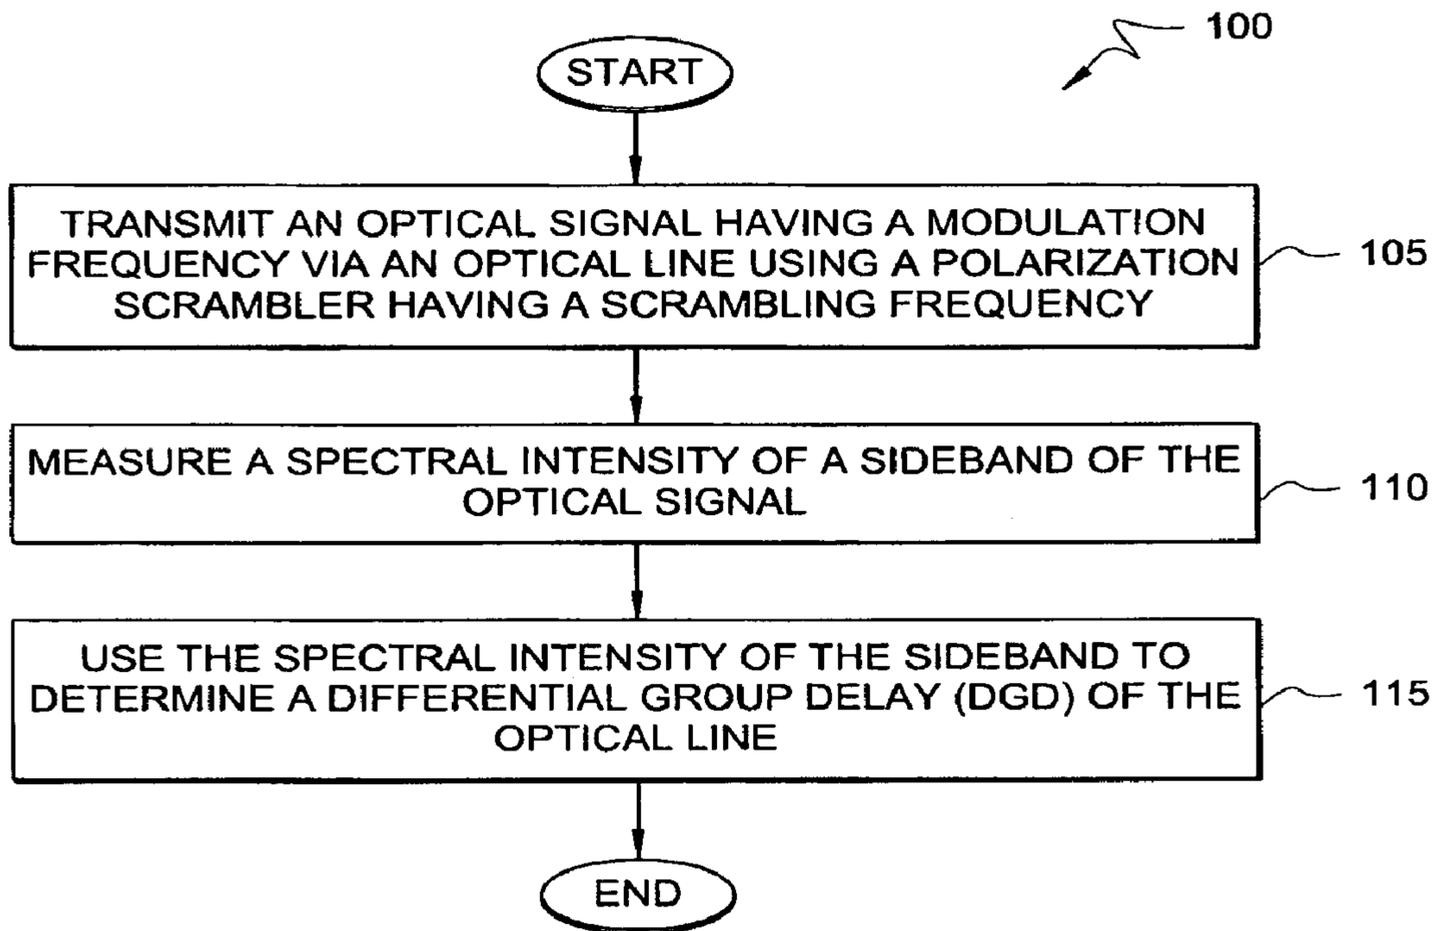 100
START
TRANSMIT AN OPTICAL SIGNAL HAVING A MODULATION
FREQUENCY VIA AN OPTICAL LINE USING A POLARIZATION
SCRAMBLER HAVING A SCRAMBLING FREQUENCY
105
MEASURE A SPECTRAL INTENSITY OF A SIDEBAND OF THE
OPTICAL SIGNAL
110
USE THE SPECTRAL INTENSITY OF THE SIDEBAND TO
DETERMINE A DIFFERENTIAL GROUP DELAY (DGD) OF THE
OPTICAL LINE
115
END